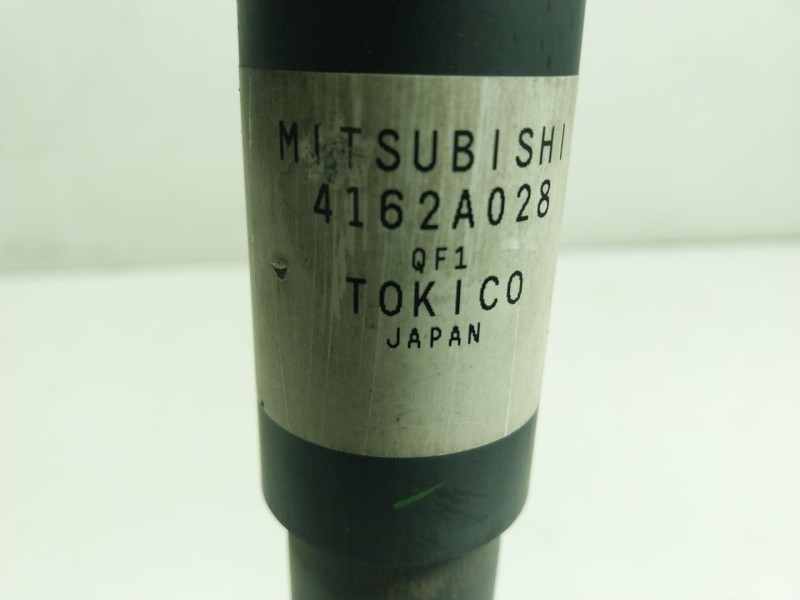 MITSUBISHI
4162A028
QF1
TOKICO
JAPAN